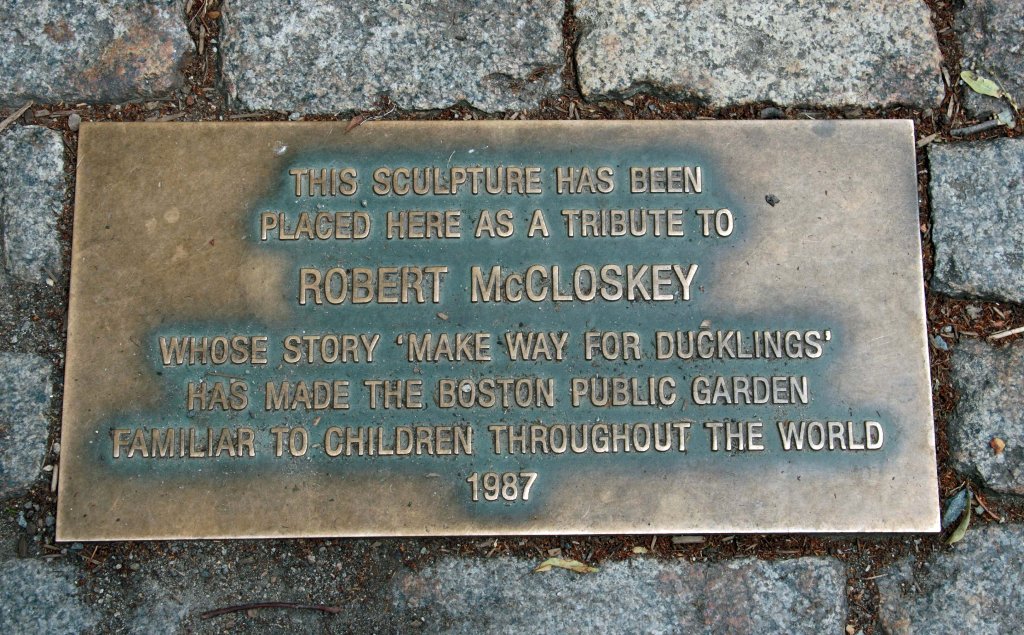 THIS SCULPTURE HAS BEEN
PLACED HERE AS A TRIBUTE TO
ROBERT McCLOSKEY
WHOSE STORY ‘MAKE WAY FOR DUCKLINGS’
HAS MADE THE BOSTON PUBLIC GARDEN
FAMILIAR TO CHILDREN THROUGHOUT THE WORLD
1987